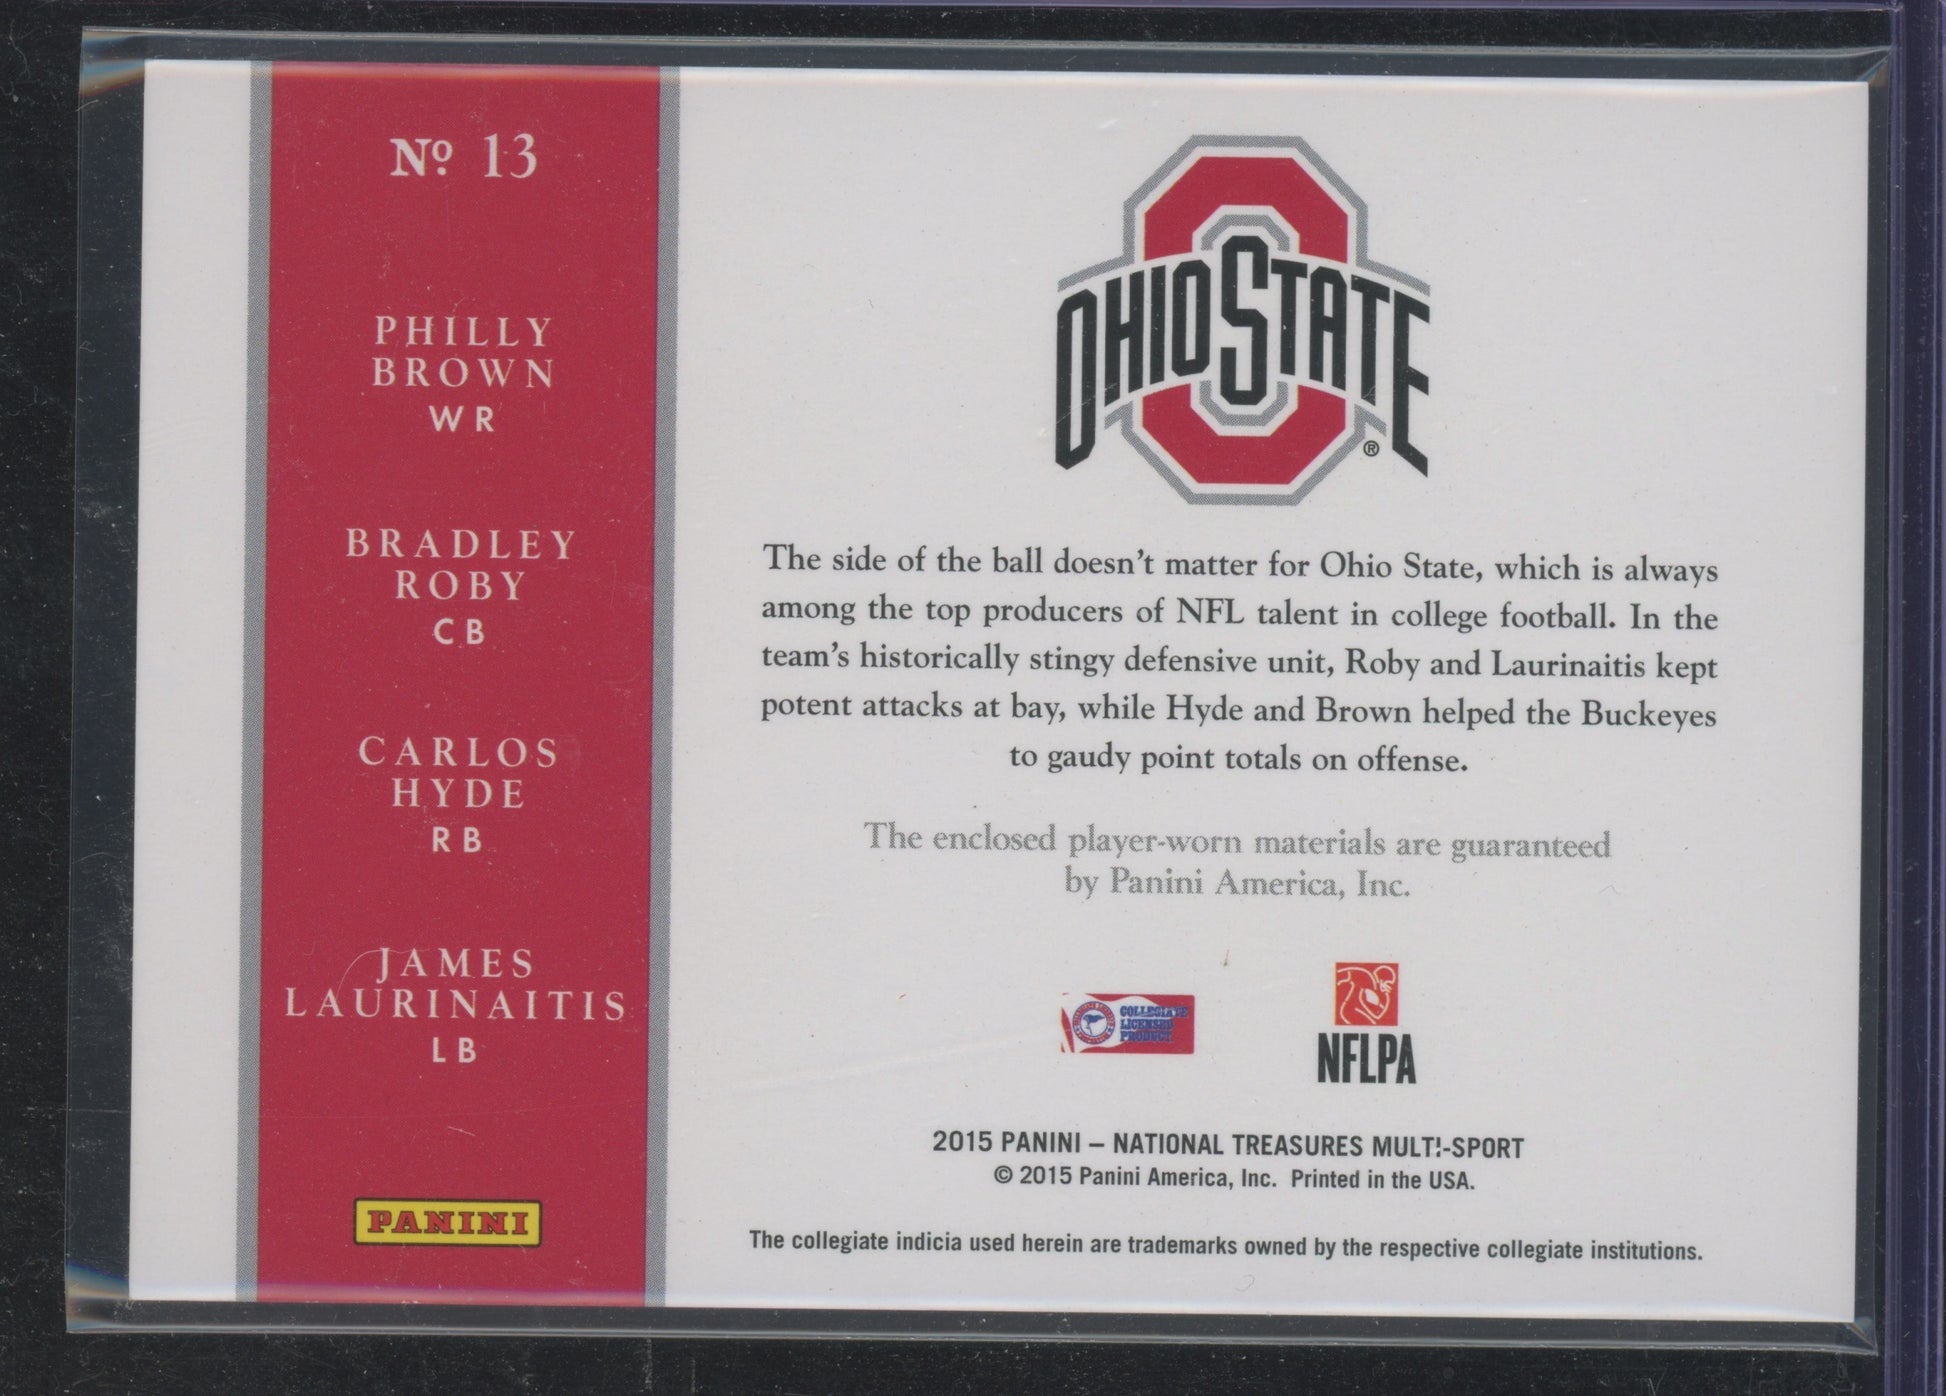 Nº 13
PHILLY
BROWN
WR
BRADLEY
ROBY
CB
CARLOS
HYDE
RB
JAMES
LAURINAITIS
LB
PANINI
OHIO STATE
®
The side of the ball doesn't matter for Ohio State, which is always
among the top producers of NFL talent in college football. In the
team's historically stingy defensive unit, Roby and Laurinaitis kept
potent attacks at bay, while Hyde and Brown helped the Buckeyes
to gaudy point totals on offense.
The enclosed player-worn materials are guaranteed
by Panini America, Inc.
COLLEGIATE
LICENSED
PRODUCT
NFLPA
2015 PANINI – NATIONAL TREASURES MULT!-SPORT
© 2015 Panini America, Inc. Printed in the USA.
The collegiate indicia used herein are trademarks owned by the respective collegiate institutions.